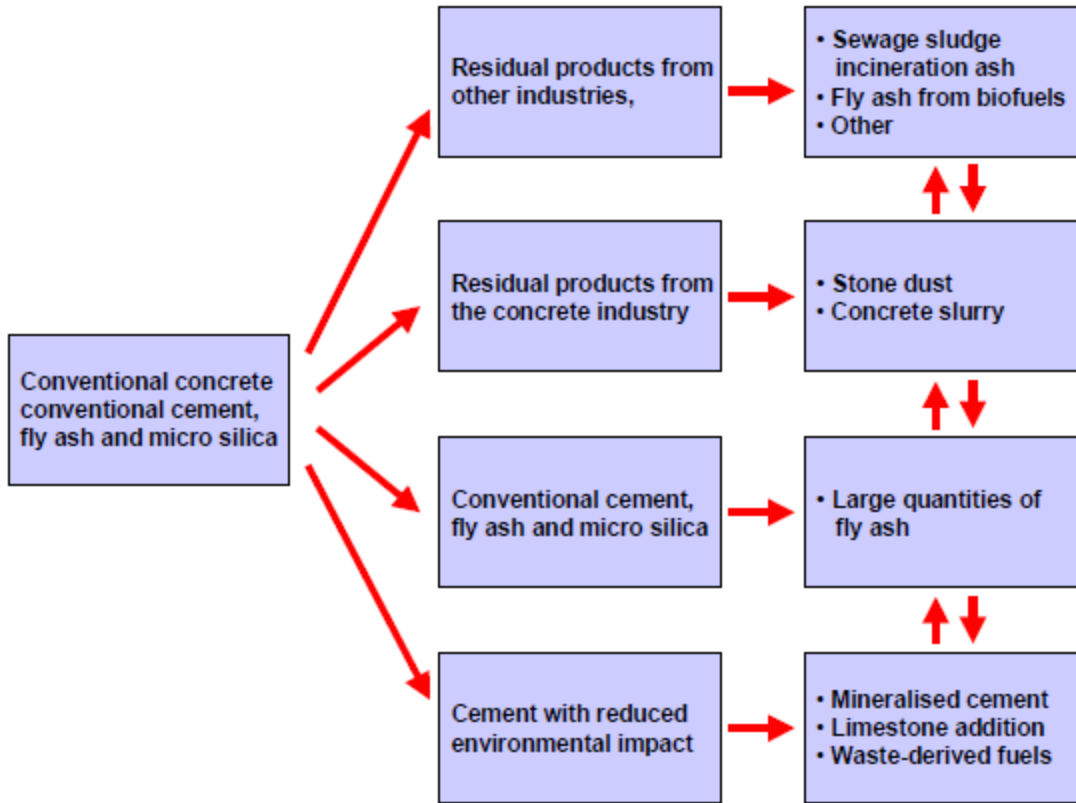 Residual products from
other industries,
• Sewage sludge
incineration ash
• Fly ash from biofuels
• Other
Residual products from
the concrete industry
• Stone dust
• Concrete slurry
Conventional concrete
conventional cement,
fly ash and micro silica
Conventional cement,
fly ash and micro silica
• Large quantities of
fly ash
Cement with reduced
environmental impact
• Mineralised cement
• Limestone addition
• Waste-derived fuels